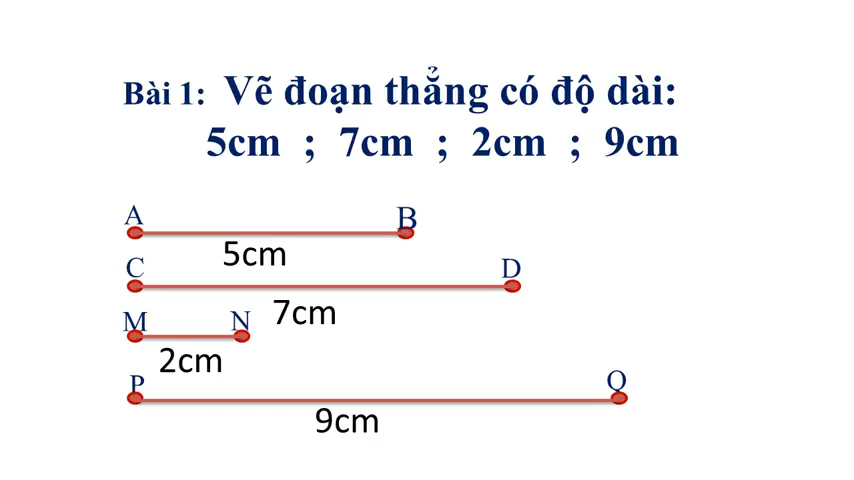 Bài 1: Vẽ đoạn thẳng có độ dài:
5cm ; 7cm ; 2cm ; 9cm
A B
5cm
C D
7cm
M N
2cm
P Q
9cm